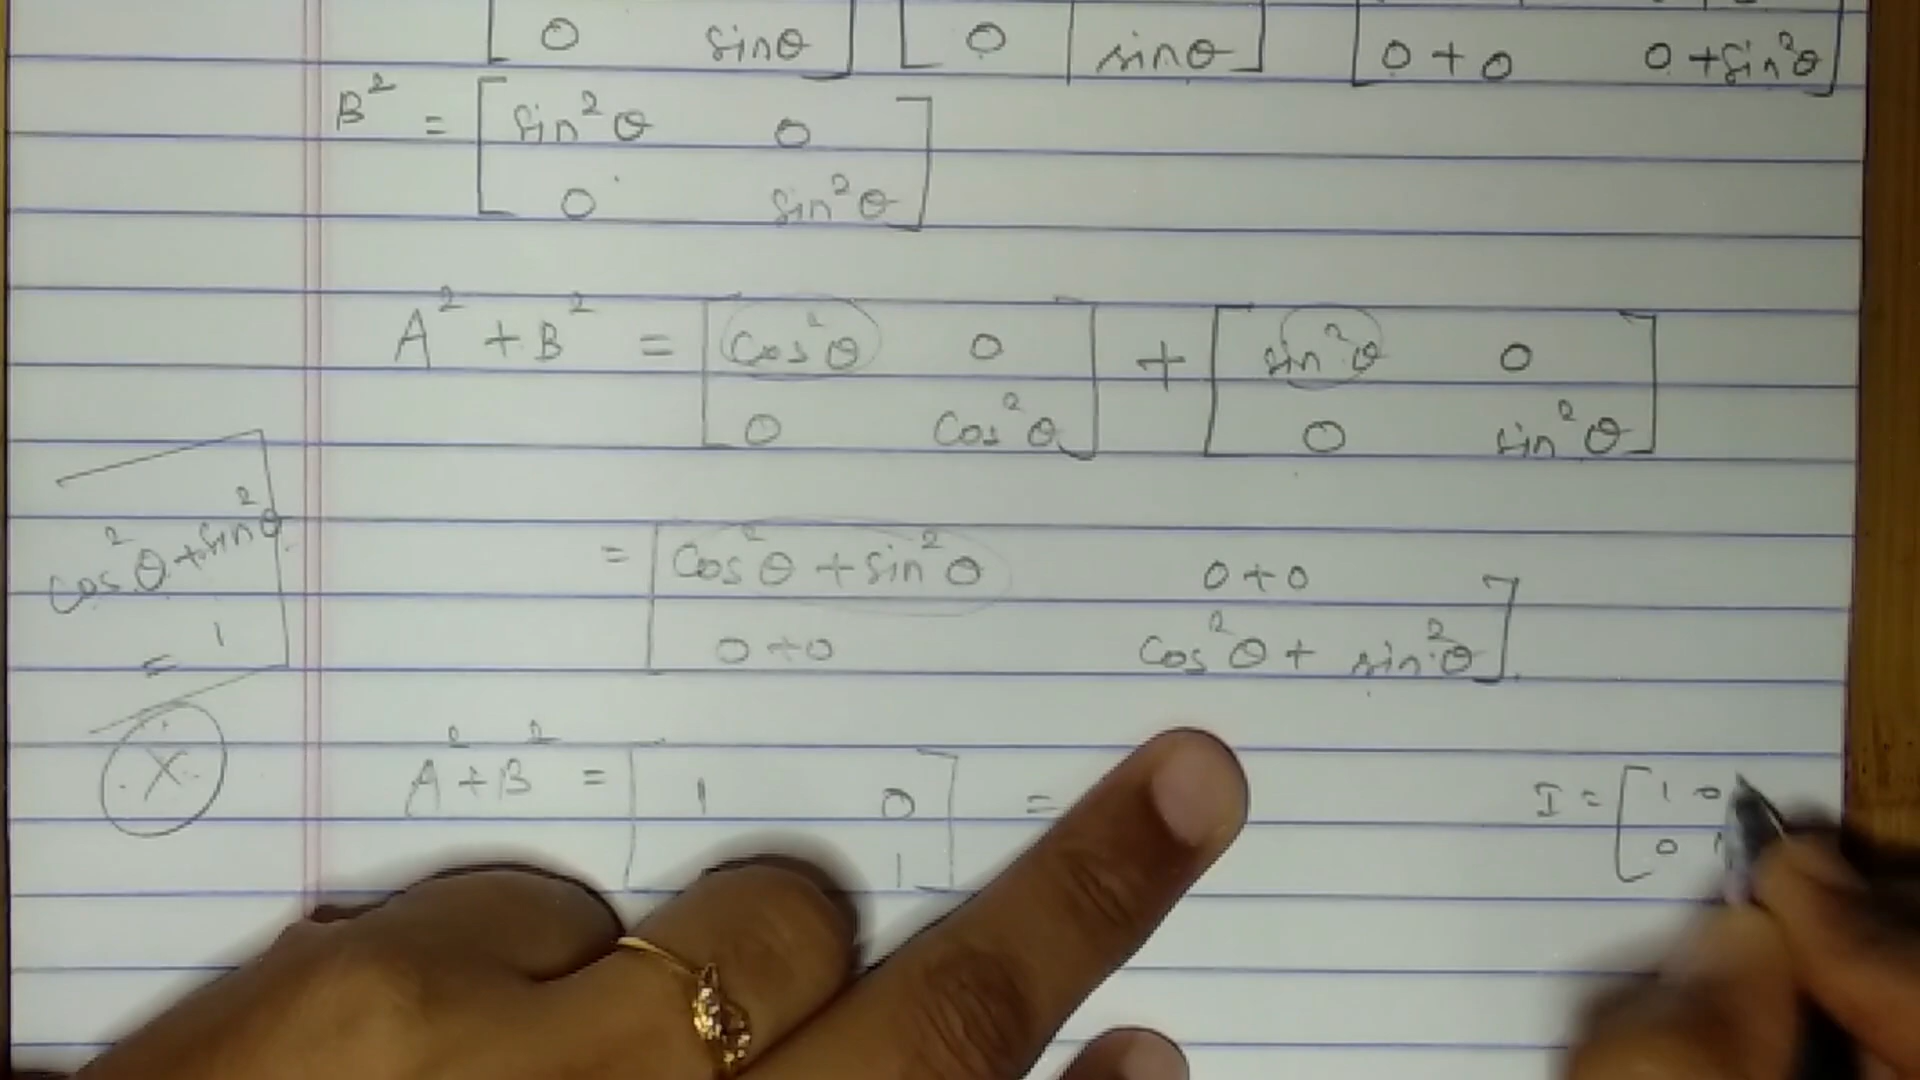 0 sinθ 0 sinθ 0+0 0+sin²θ
B² = [sin²θ 0
0 sin²θ]
A² + B² = [cos²θ 0 + [sin²θ 0
0 cos²θ] 0 sin²θ]
= [cos²θ + sin²θ 0+0
0+0 cos²θ + sin²θ]
cos²θ + sin²θ
= 1
X
A² + B² = [1 0 =
1]
I = [1 0
0 1